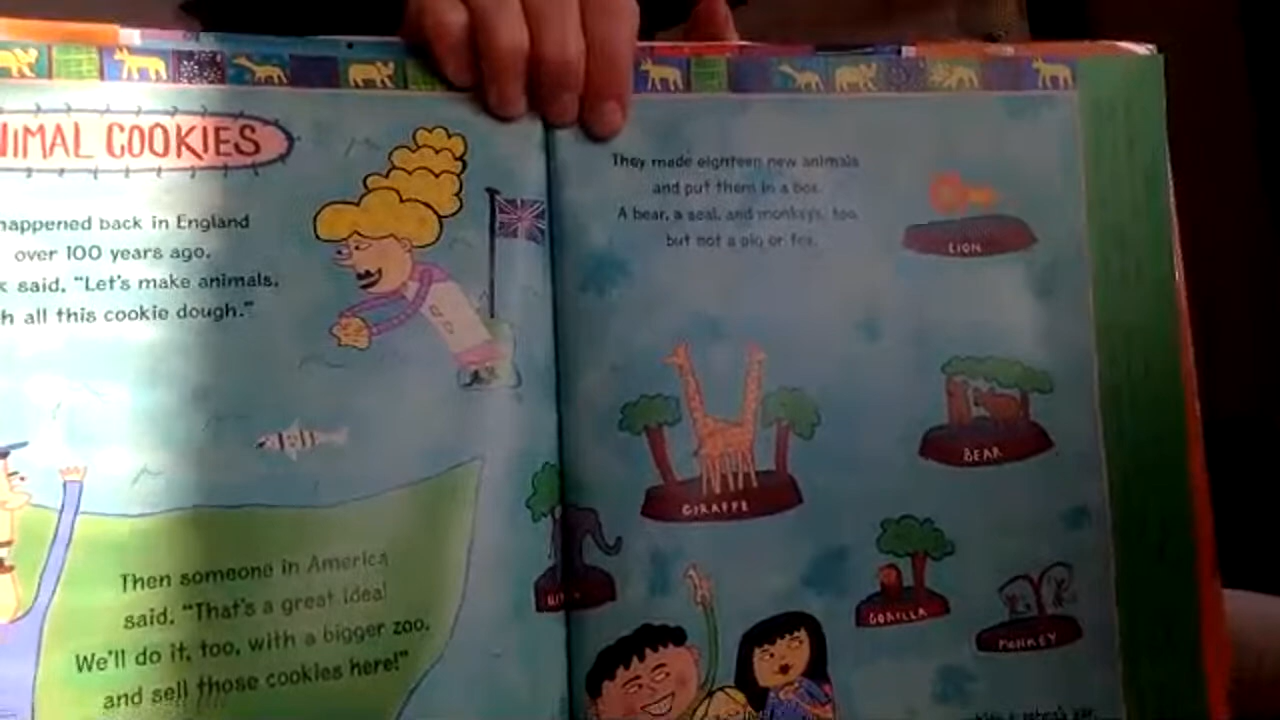 NIMAL COOKIES
happened back in England
over 100 years ago.
k said, "Let's make animals,
h all this cookie dough."
Then someone in America
said, "That's a great idea!
We'll do it, too, with a bigger zoo,
and sell those cookies here!"
They made eighteen new animals
and put them in a box.
A bear, a seal, and monkeys, too,
but not a pig or fox.
LION
GIRAFFE
BEAR
GORILLA
MONKEY